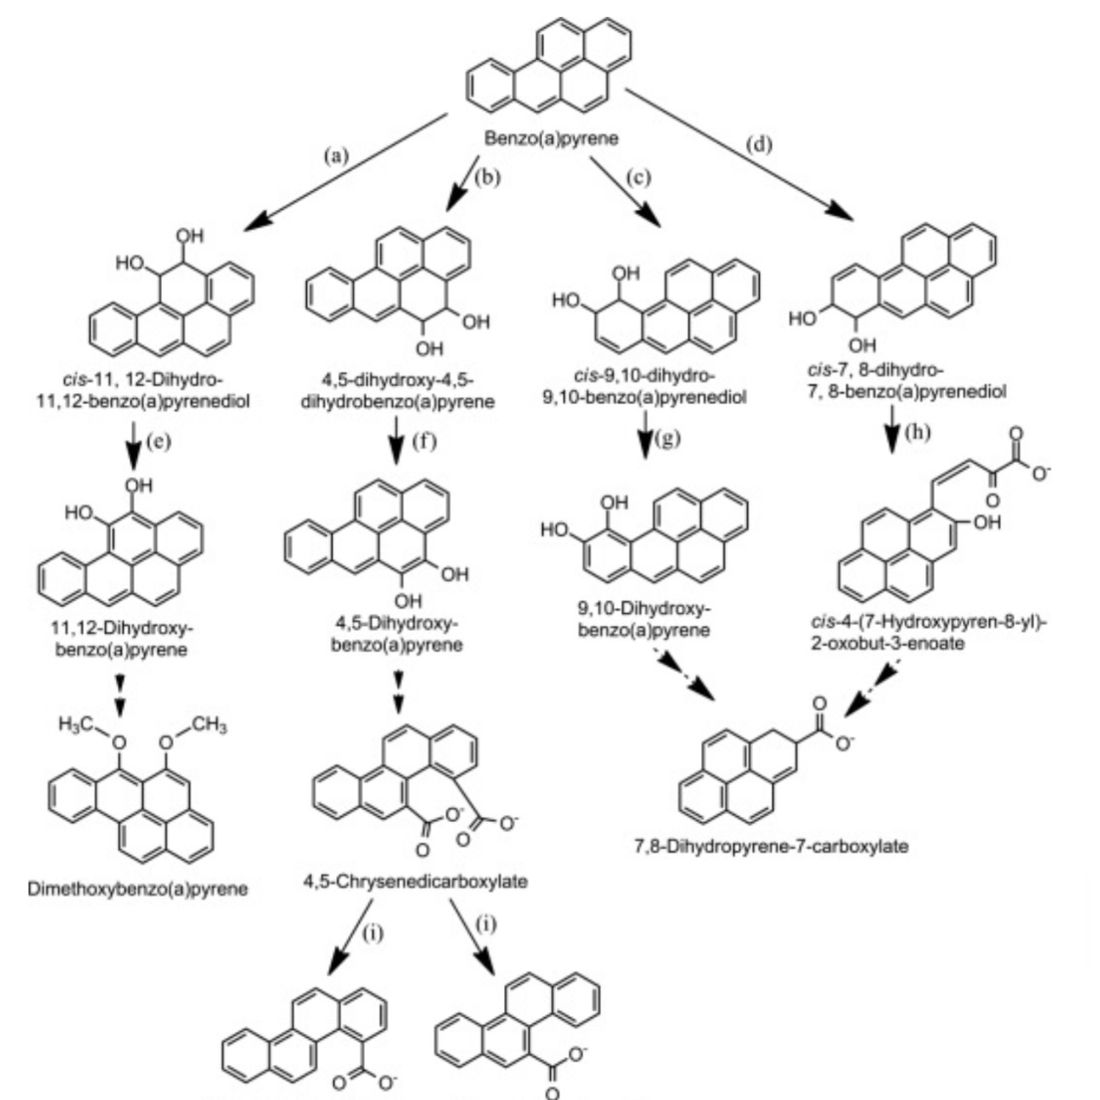 Benzo(a)pyrene
(a)
(b)
(c)
(d)
OH
HO
cis-11, 12-Dihydro-
11,12-benzo(a)pyrenediol
OH
OH
4,5-dihydroxy-4,5-
dihydrobenzo(a)pyrene
OH
HO
cis-9,10-dihydro-
9,10-benzo(a)pyrenediol
HO
OH
cis-7, 8-dihydro-
7, 8-benzo(a)pyrenediol
(e)
(f)
(g)
(h)
OH
HO
11,12-Dihydroxy-
benzo(a)pyrene
OH
OH
4,5-Dihydroxy-
benzo(a)pyrene
OH
HO
9,10-Dihydroxy-
benzo(a)pyrene
O
O-
O
OH
cis-4-(7-Hydroxypyren-8-yl)-
2-oxobut-3-enoate
H3C
CH3
O
O
Dimethoxybenzo(a)pyrene
O-
O
O-
O
4,5-Chrysenedicarboxylate
O
O-
7,8-Dihydropyrene-7-carboxylate
(i)
(i)
O
O-
O-
O